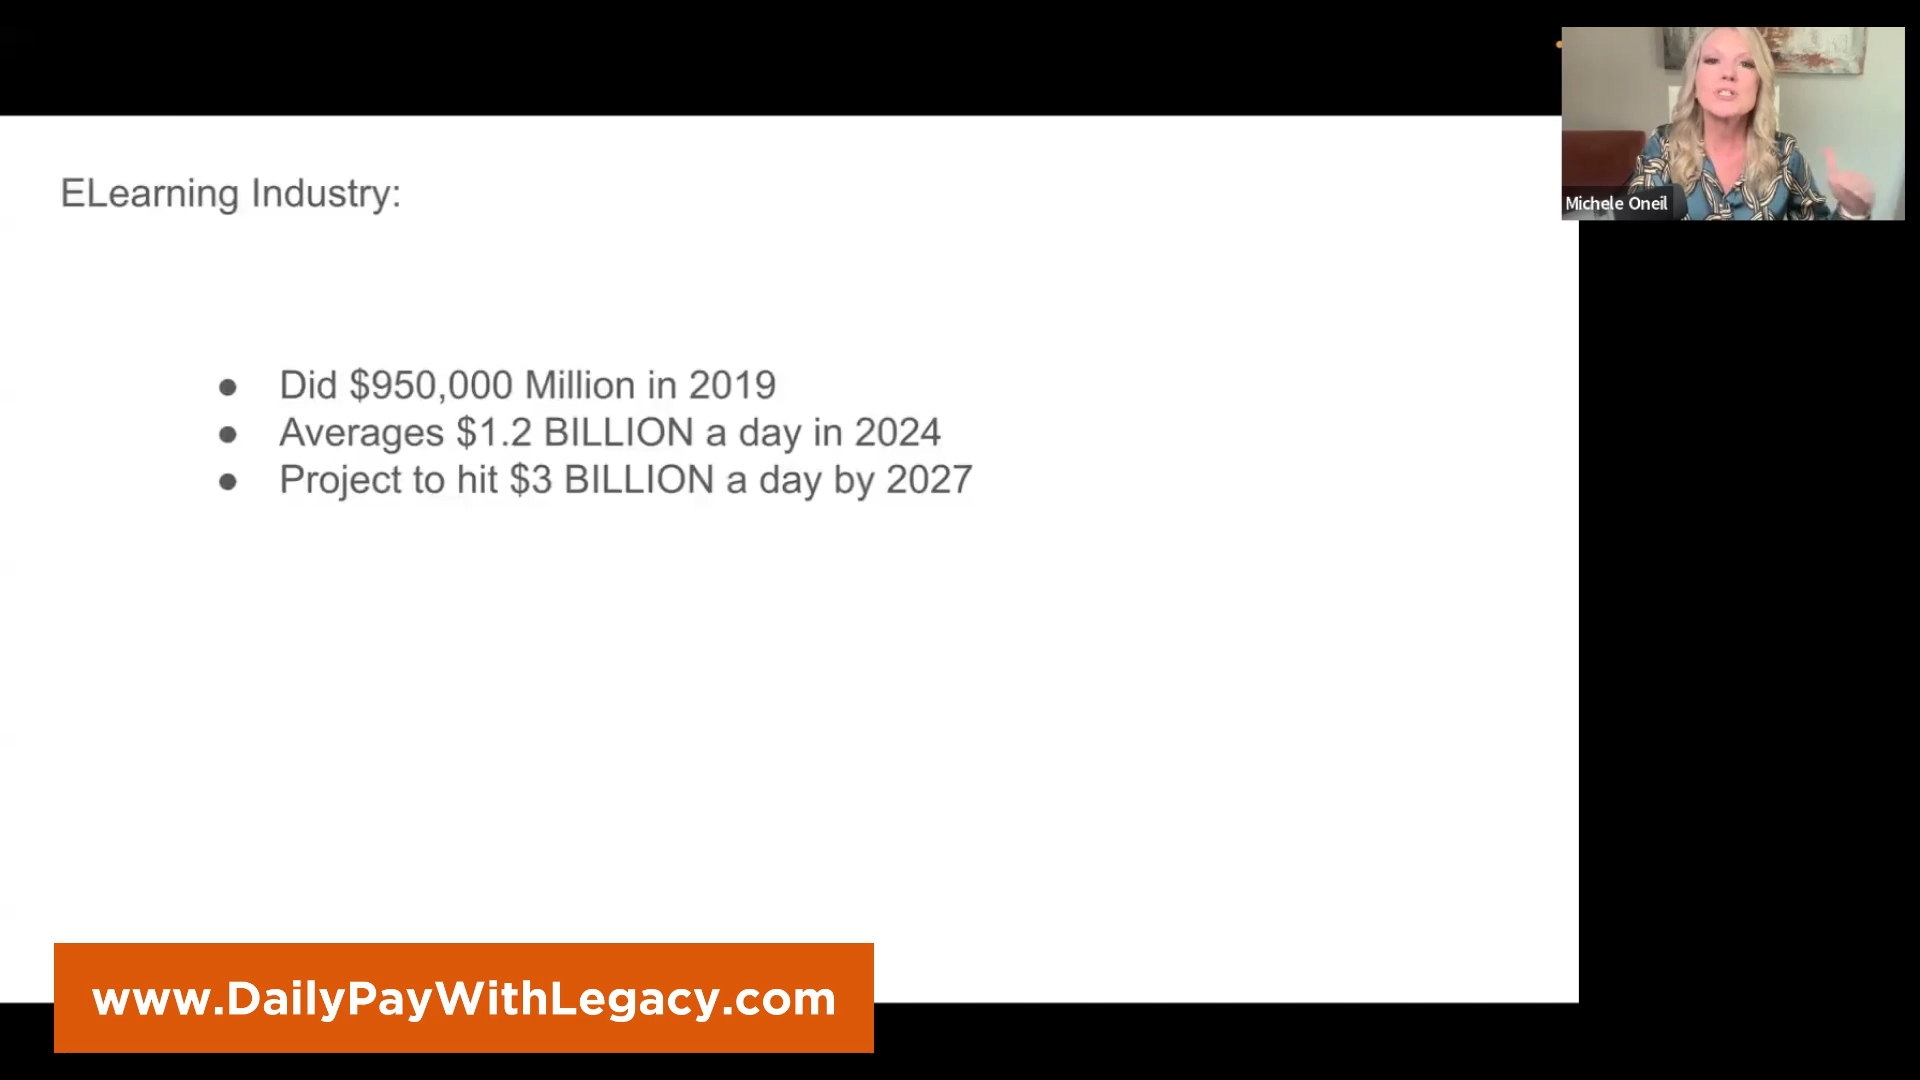 Michele Oneil
ELearning Industry:
● Did $950,000 Million in 2019
● Averages $1.2 BILLION a day in 2024
● Project to hit $3 BILLION a day by 2027
www.DailyPayWithLegacy.com